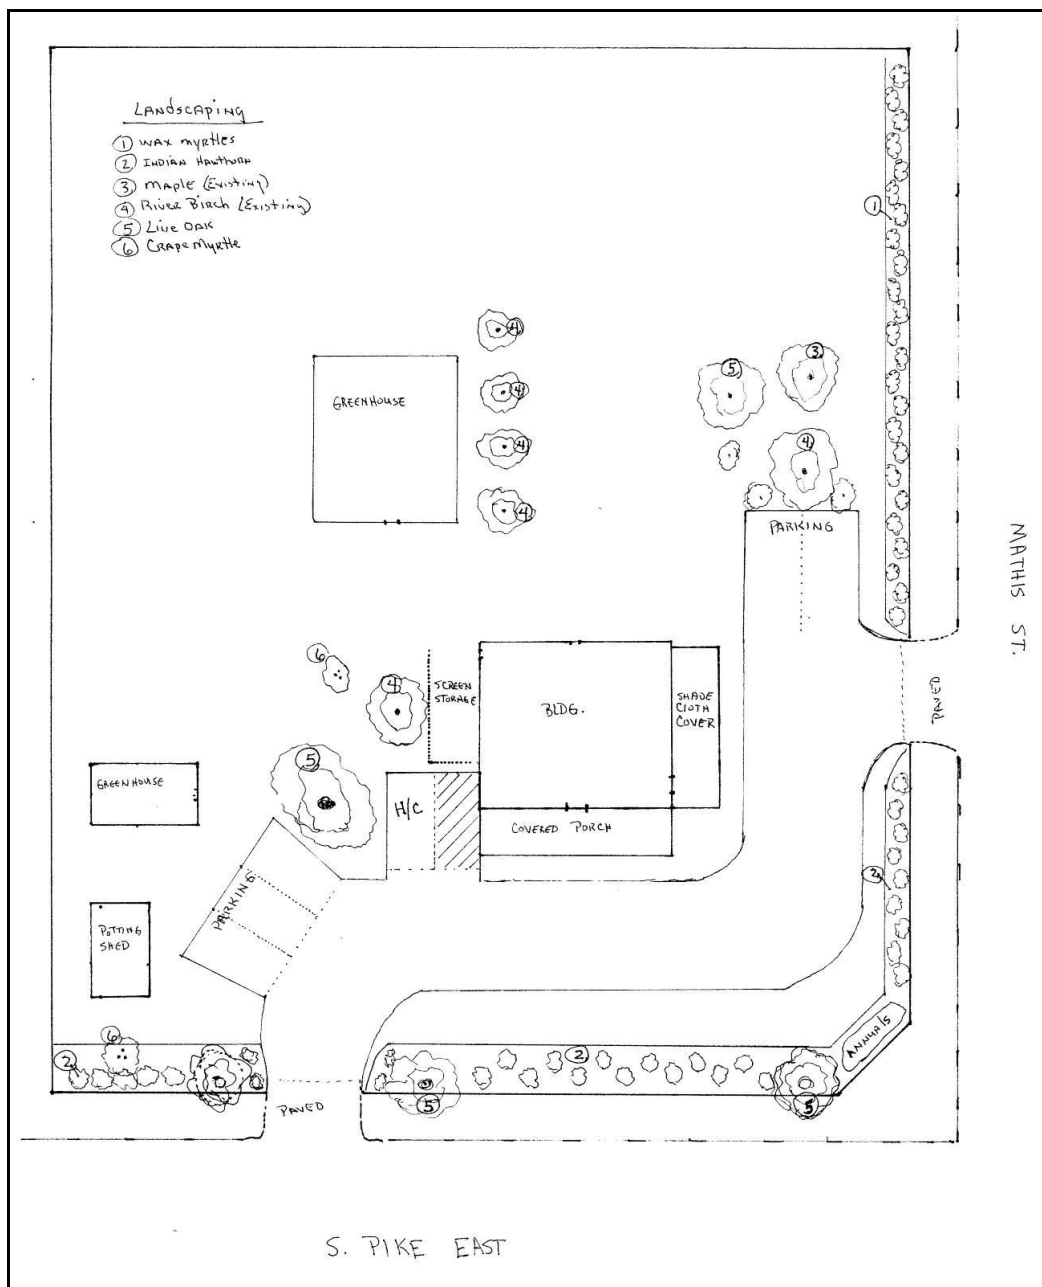 LANDSCAPING
① WAX MYRTLES
② INDIAN HAWTHORN
③ MAPLE (EXISTING)
④ RIVER BIRCH (EXISTING)
⑤ LIVE OAK
⑥ CRAPE MYRTLE
1
4
3
5
4
GREENHOUSE
4
4
4
PARKING
MATHIS ST.
6
4
SCREEN
STORAGE
BLDG.
SHADE
CLOTH
COVER
PAVED
5
GREENHOUSE
H/C
COVERED PORCH
2
PARKING
POTTING
SHED
ANNUALS
6
2
2
5
5
PAVED
S. PIKE EAST